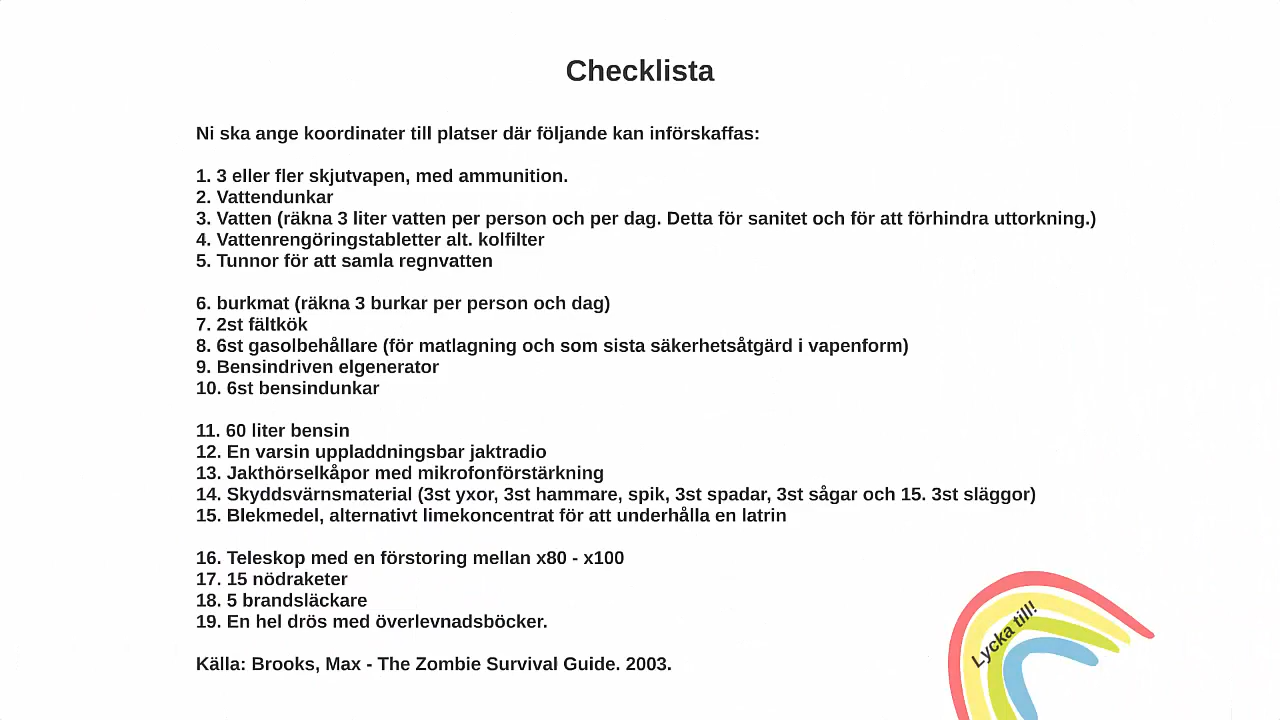 Checklista
Ni ska ange koordinater till platser där följande kan införskaffas:
1. 3 eller fler skjutvapen, med ammunition.
2. Vattendunkar
3. Vatten (räkna 3 liter vatten per person och per dag. Detta för sanitet och för att förhindra uttorkning.)
4. Vattenrengöringstabletter alt. kolfilter
5. Tunnor för att samla regnvatten
6. burkmat (räkna 3 burkar per person och dag)
7. 2st fältkök
8. 6st gasolbehållare (för matlagning och som sista säkerhetsåtgärd i vapenform)
9. Bensindriven elgenerator
10. 6st bensindunkar
11. 60 liter bensin
12. En varsin uppladdningsbar jaktradio
13. Jakthörselkåpor med mikrofonförstärkning
14. Skyddsvärnsmaterial (3st yxor, 3st hammare, spik, 3st spadar, 3st sågar och 15. 3st släggor)
15. Blekmedel, alternativt limekoncentrat för att underhålla en latrin
16. Teleskop med en förstoring mellan x80 - x100
17. 15 nödraketer
18. 5 brandsläckare
19. En hel drös med överlevnadsböcker.
Källa: Brooks, Max - The Zombie Survival Guide. 2003.
Lycka till!